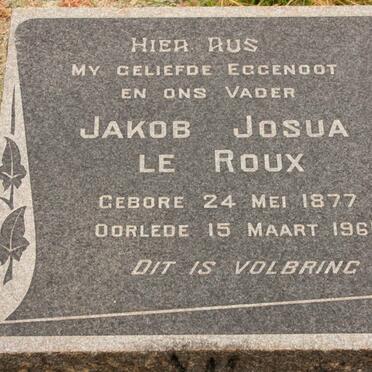 HIER RUS
MY GELIEFDE EGGENOOT
EN ONS VADER
JAKOB JOSUA
LE ROUX
GEBORE 24 MEI 1877
OORLEDE 15 MAART 196
DIT IS VOLBRING